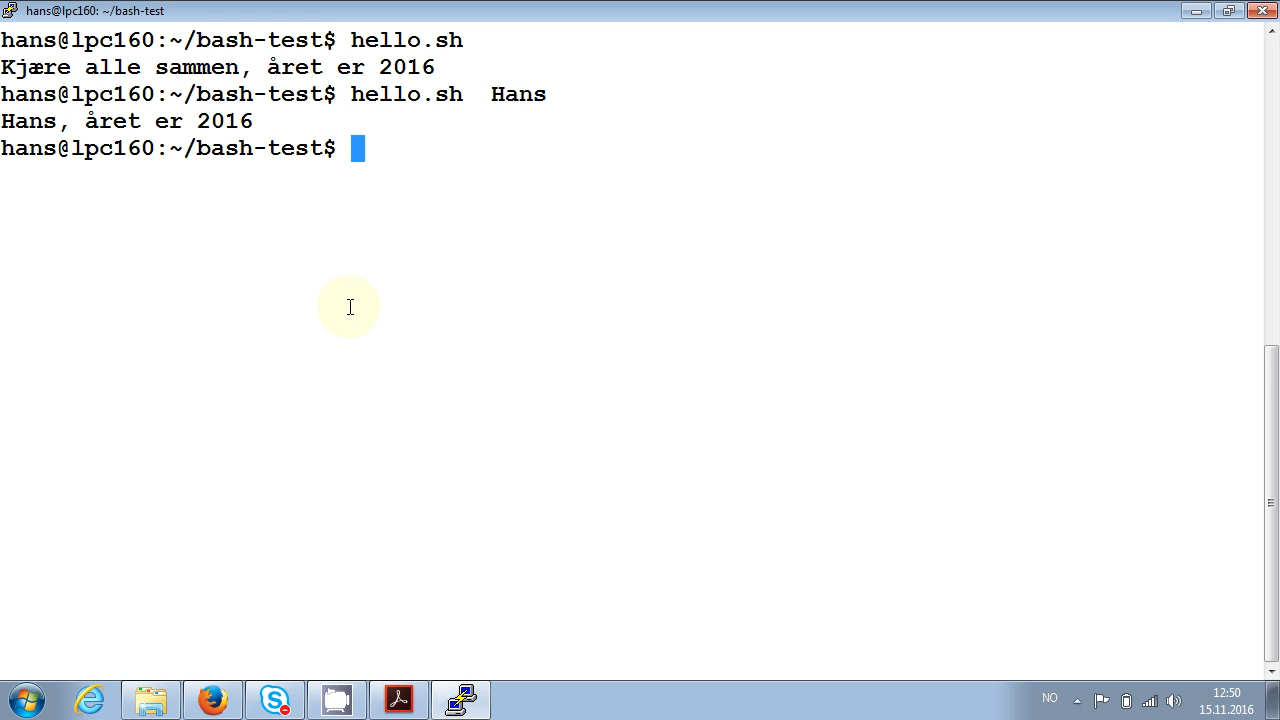 hans@lpc160: ~/bash-test
hans@lpc160:~/bash-test$ hello.sh
Kjære alle sammen, året er 2016
hans@lpc160:~/bash-test$ hello.sh  Hans
Hans, året er 2016
hans@lpc160:~/bash-test$
NO
12:50
15.11.2016